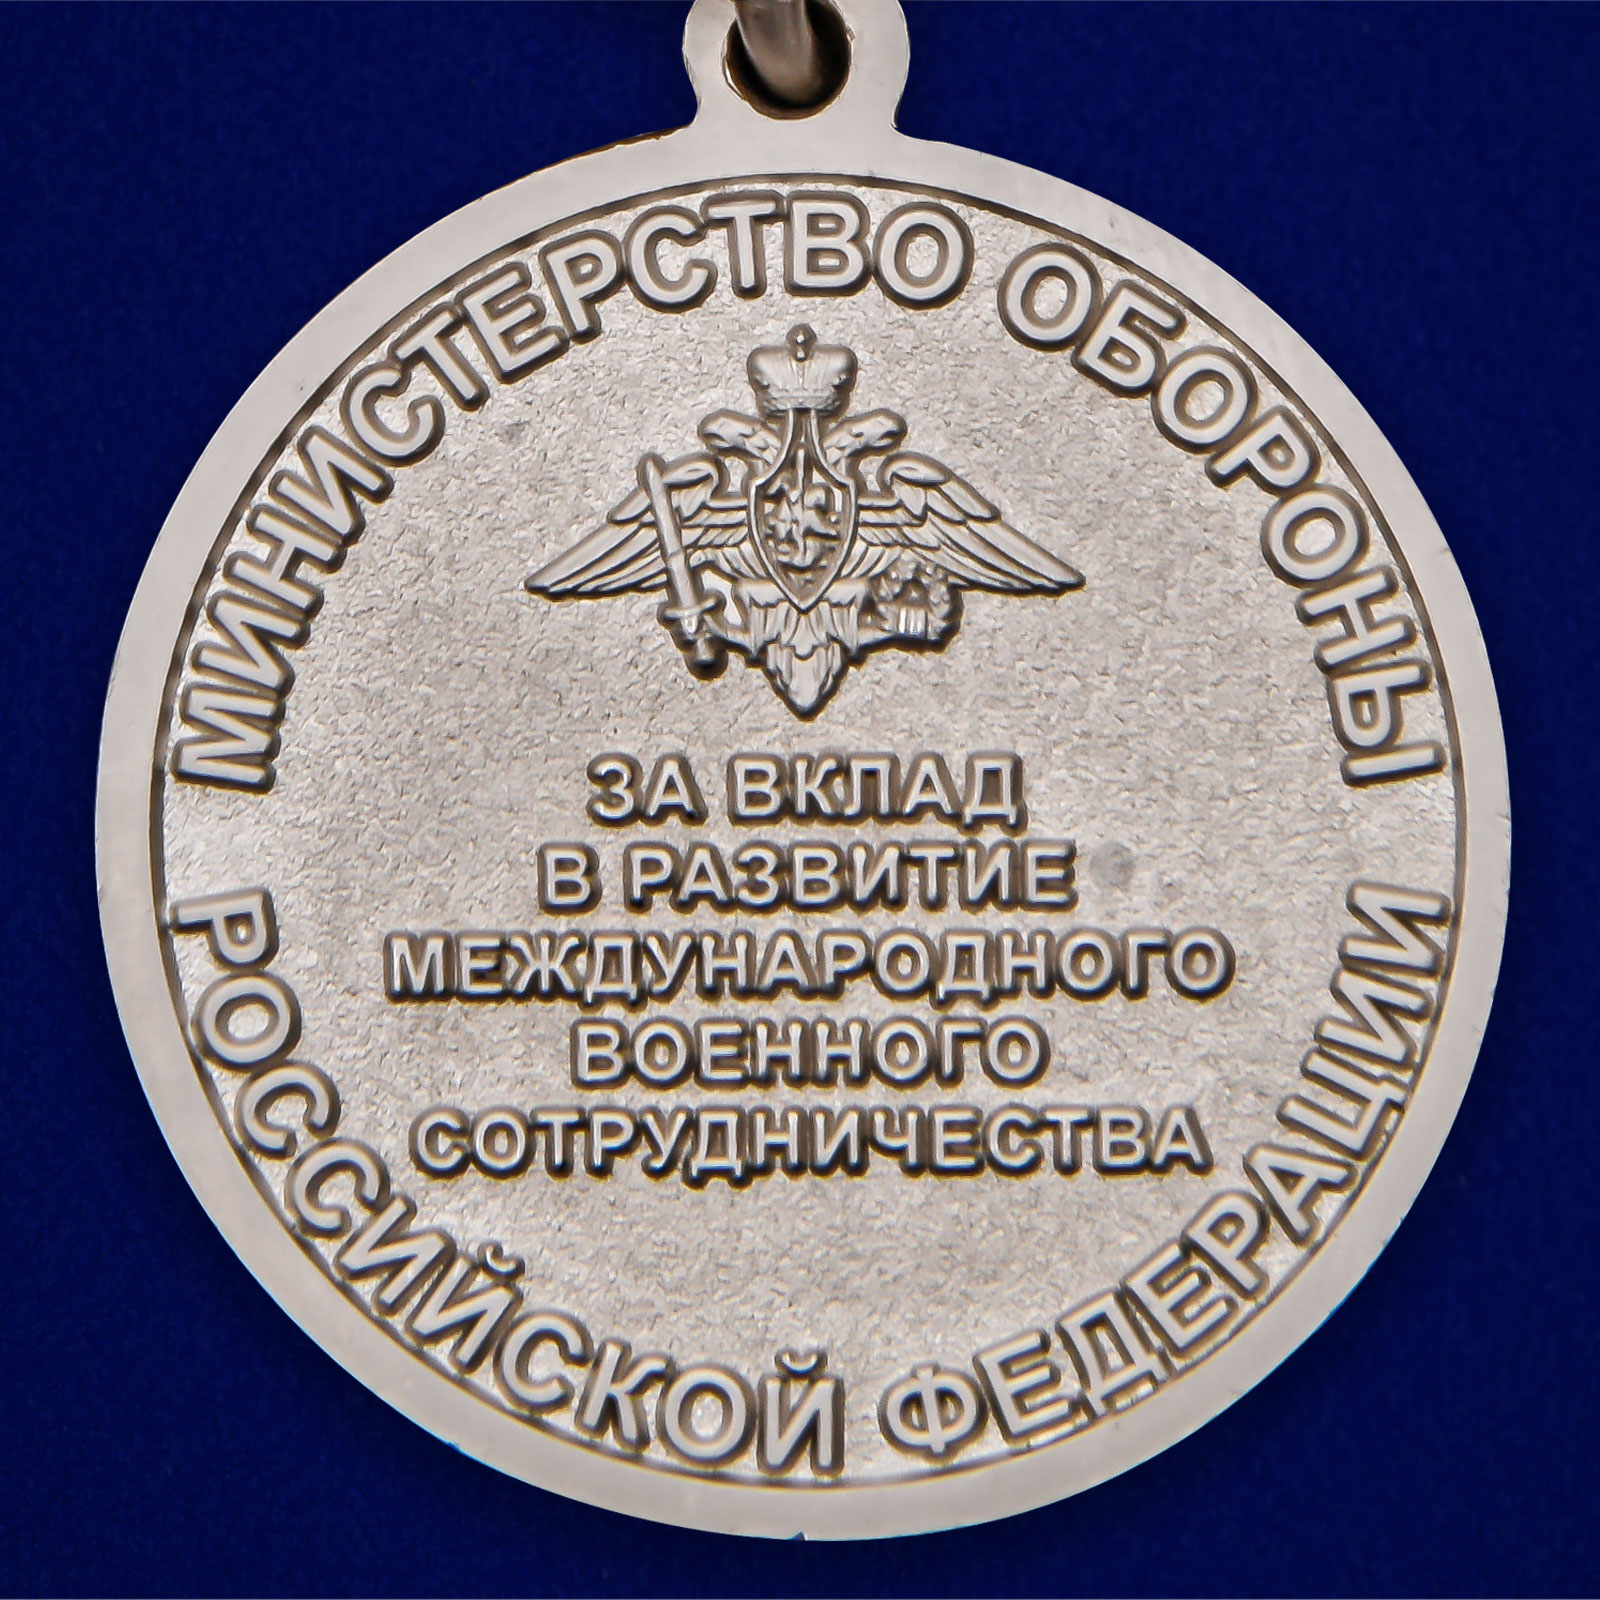 МИНИСТЕРСТВО ОБОРОНЫ
ЗА ВКЛАД
В РАЗВИТИЕ
МЕЖДУНАРОДНОГО
ВОЕННОГО
СОТРУДНИЧЕСТВА
РОССИЙСКОЙ ФЕДЕРАЦИИ